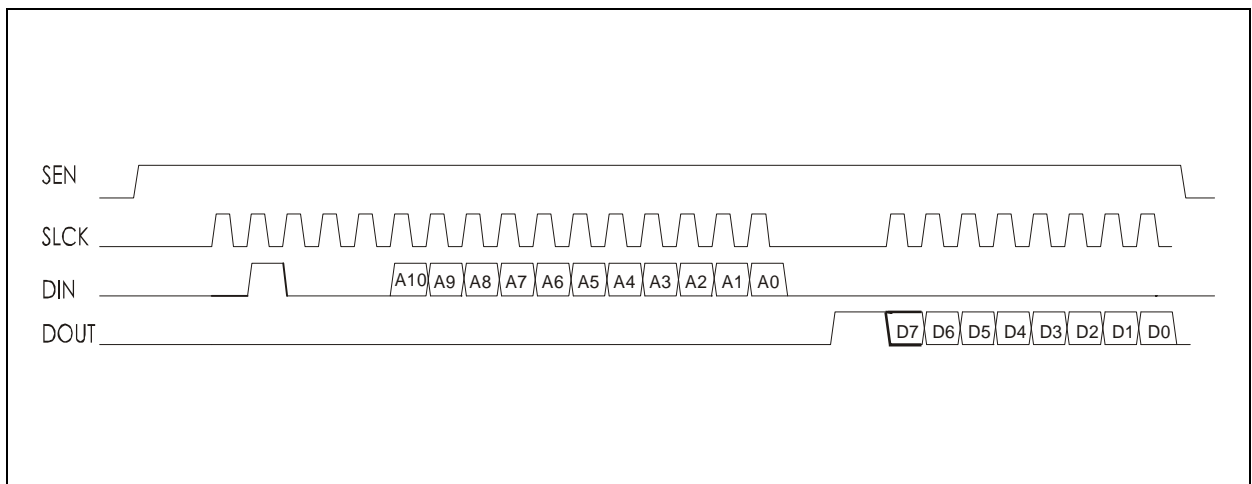 SEN
SLCK
DIN A10 A9 A8 A7 A6 A5 A4 A3 A2 A1 A0
DOUT D7 D6 D5 D4 D3 D2 D1 D0